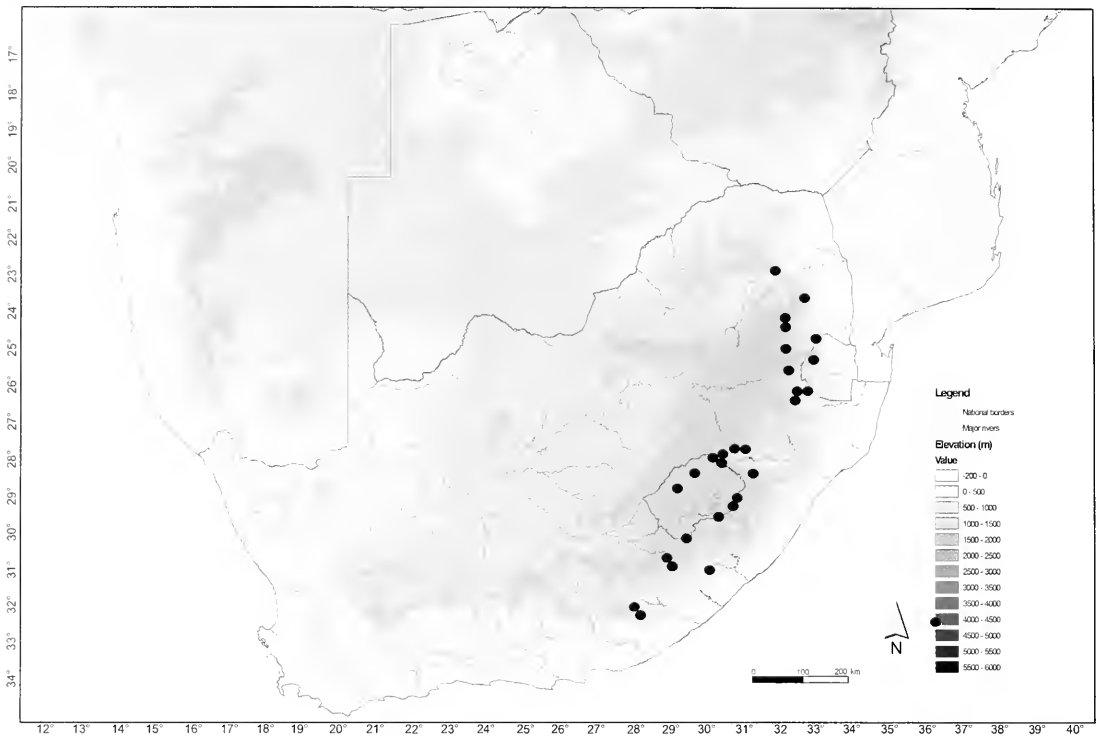 17°
18°
19°
20°
21°
22°
23°
24°
25°
26°
27°
28°
29°
30°
31°
32°
33°
34°
Legend
National borders
Major rivers
Elevation (m)
Value
-200 - 0
0 - 500
500 - 1000
1000 - 1500
1500 - 2000
2000 - 2500
2500 - 3000
3000 - 3500
3500 - 4000
4000 - 4500
4500 - 5000
5000 - 5500
5500 - 6000
N
0 100 200 km
12° 13° 14° 15° 16° 17° 18° 19° 20° 21° 22° 23° 24° 25° 26° 27° 28° 29° 30° 31° 32° 33° 34° 35° 36° 37° 38° 39° 40°